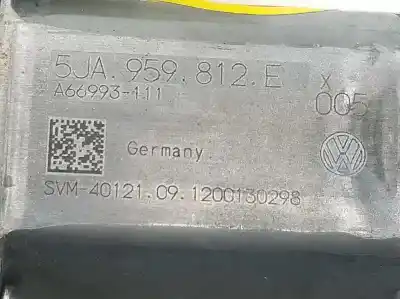 5JA.959.812.E X
A66993-111 005
Germany
SVM-40121.09.1200130298